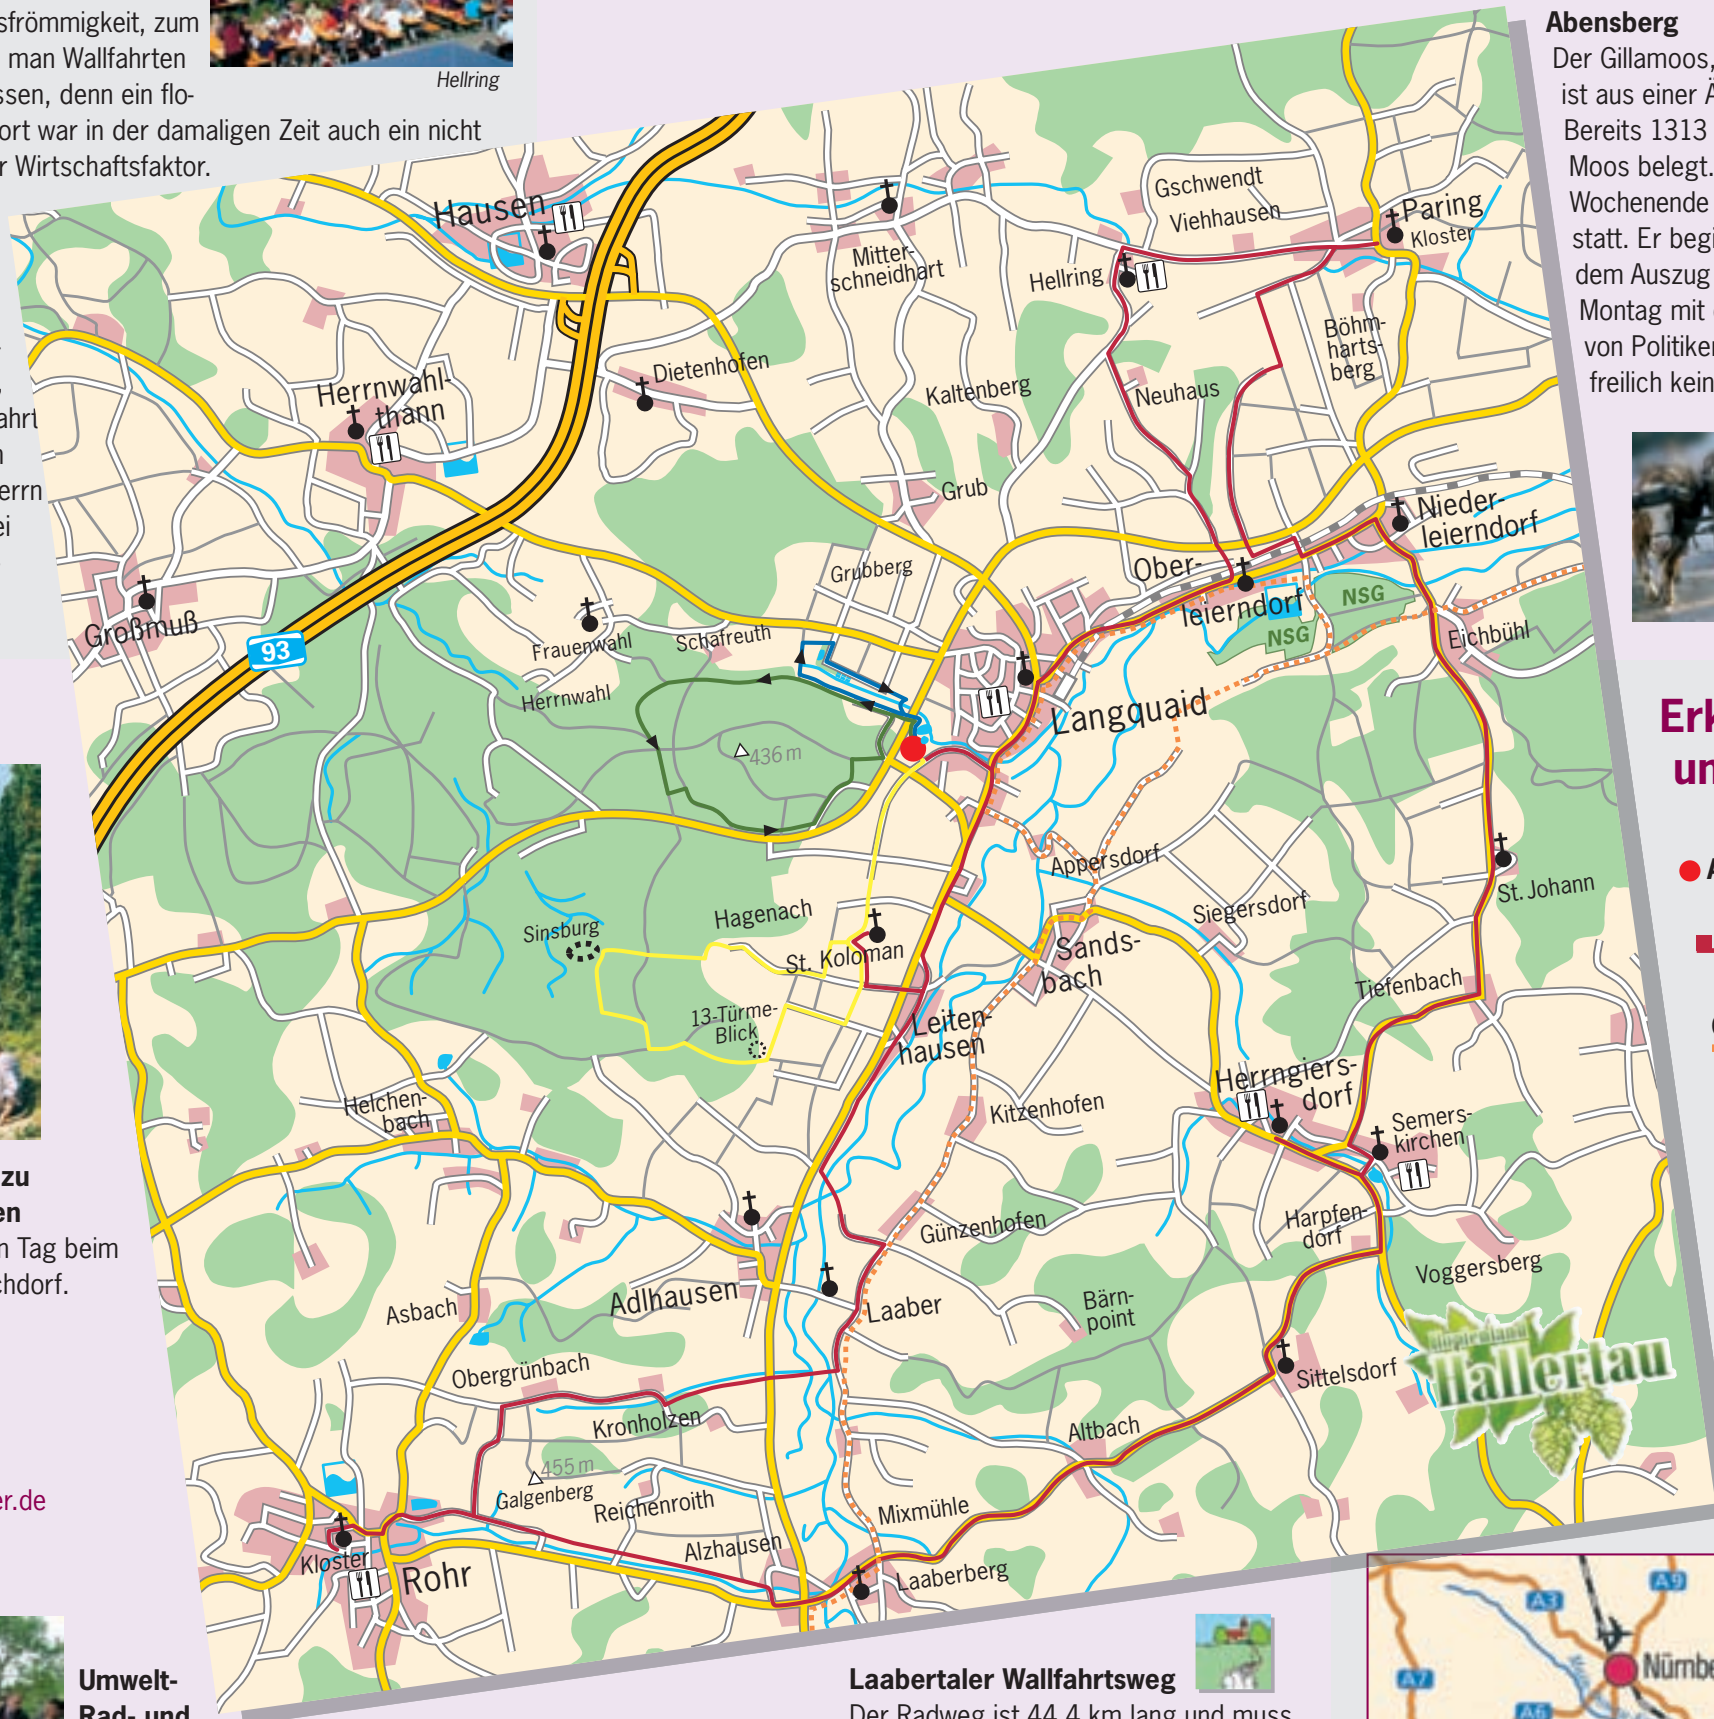 sfrömmigkeit, zum
man Wallfahrten
ssen, denn ein flo-
ort war in der damaligen Zeit auch ein nicht
r Wirtschaftsfaktor.
Hellring
ahrt
n
errn
ei
zu
en
n Tag beim
chdorf.
er.de
Umwelt-
Rad- und
Abensberg
Der Gillamoos,
ist aus einer Ä
Bereits 1313
Moos belegt.
Wochenende
statt. Er begi
dem Auszug
Montag mit
von Politiker
freilich kein
Erk
un
A
Hausen
Mitter-
schneidhart
Gschwendt
Viehhausen
Paring
Kloster
Hellring
Böhm-
harts-
berg
Dietenhofen
Herrnwahl-
thann
Kaltenberg
Neuhaus
Grub
Nieder-
leierndorf
Grubberg
Ober-
leierndorf
NSG
NSG
Eichbühl
Großmuß
93
Frauenwahl
Schafreuth
Herrnwahl
Langquaid
436 m
Appersdorf
St. Johann
Siegersdorf
Hagenach
Sinsburg
St. Koloman
Sands-
bach
Tiefenbach
13-Türme-
Blick
Leiten-
hausen
Herrngiers-
dorf
Helchen-
bach
Kitzenhofen
Semers-
kirchen
Günzenhofen
Harpfen-
dorf
Voggersberg
Adlhausen
Asbach
Laaber
Bärn-
point
Hopfenland
Hallertau
Obergrünbach
Sittelsdorf
Kronholzen
Altbach
455 m
Galgenberg
Reichenroith
Mixmühle
Alzhausen
Kloster
Rohr
Laaberberg
Laabertaler Wallfahrtsweg
Der Radweg ist 44,4 km lang und muss
A9
A3
A7
Nürnbe
A6